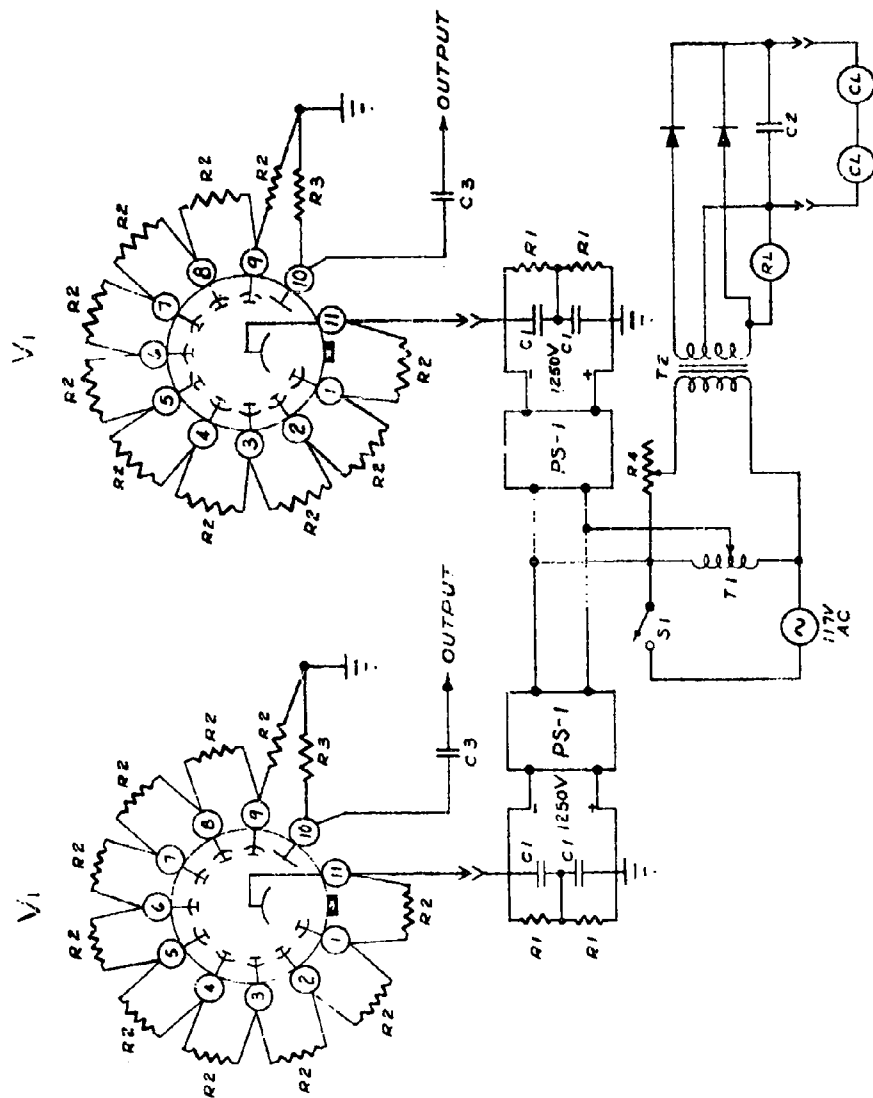 V1
R2
R2
R2
R2
R2
R2
R2
R2
R2
R2
R3
1
2
3
4
5
6
7
8
9
10
11
C3
OUTPUT
V1
R2
R2
R2
R2
R2
R2
R2
R2
R2
R2
R3
1
2
3
4
5
6
7
8
9
10
11
C3
OUTPUT
R1
R1
C1
C1
1250V
-
+
PS-1
PS-1
1250V
-
+
C1
C1
R1
R1
S1
T1
117V
AC
R4
T2
RL
C2
CL
CL